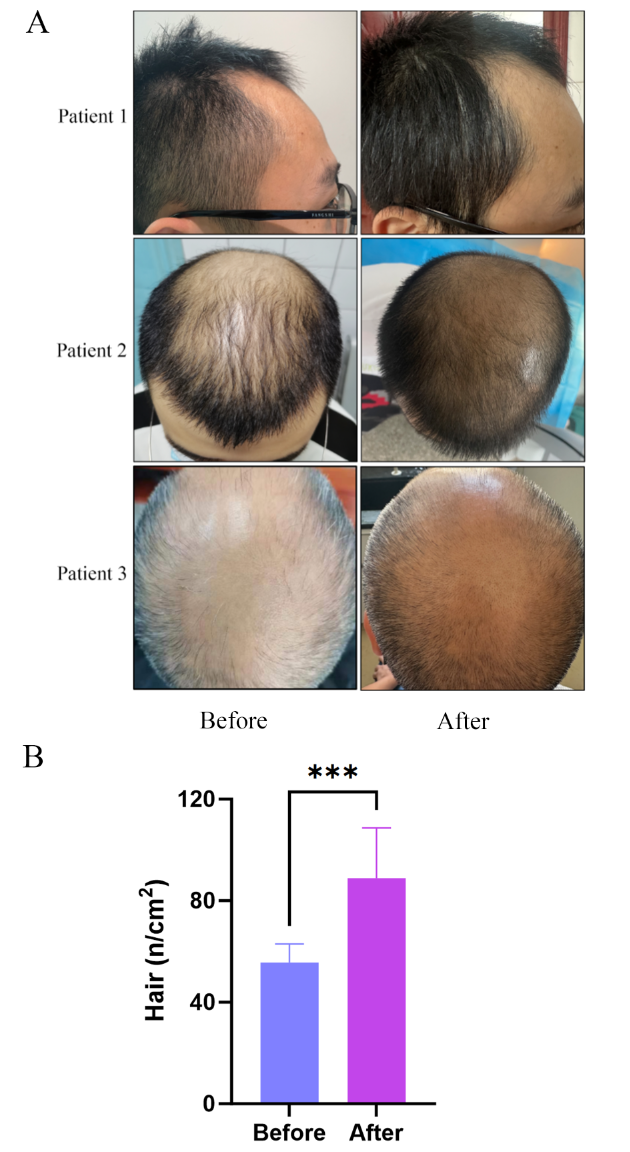 A
Patient 1
Patient 2
Patient 3
Before After
B
***
120
80
40
0
Hair (n/cm²)
Before After